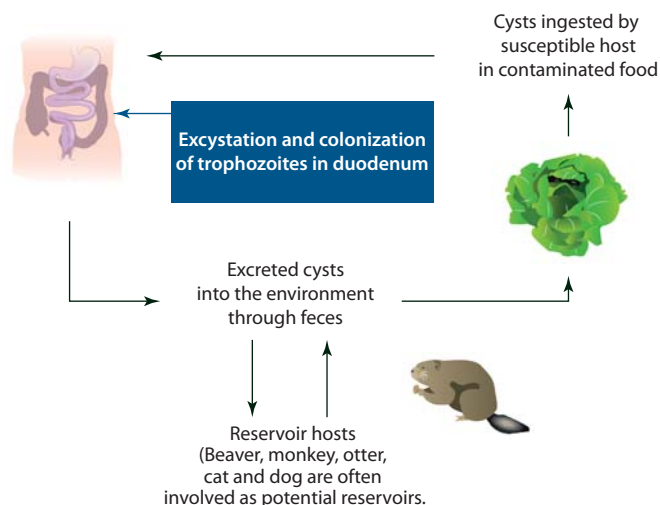 Cysts ingested by
susceptible host
in contaminated food
Excystation and colonization
of trophozoites in duodenum
Excreted cysts
into the environment
through feces
Reservoir hosts
(Beaver, monkey, otter,
cat and dog are often
involved as potential reservoirs.